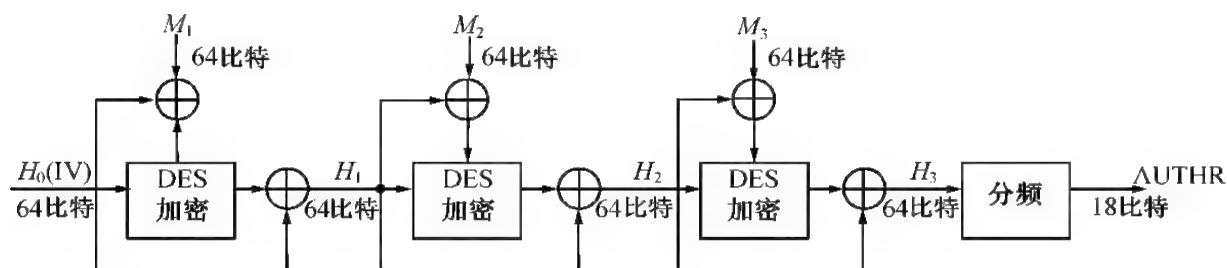 M₁
64比特
M₂
64比特
M₃
64比特
H₀(IV)
64比特
DES
加密
H₁
64比特
DES
加密
H₂
64比特
DES
加密
H₃
64比特
分频
AUTHR
18比特